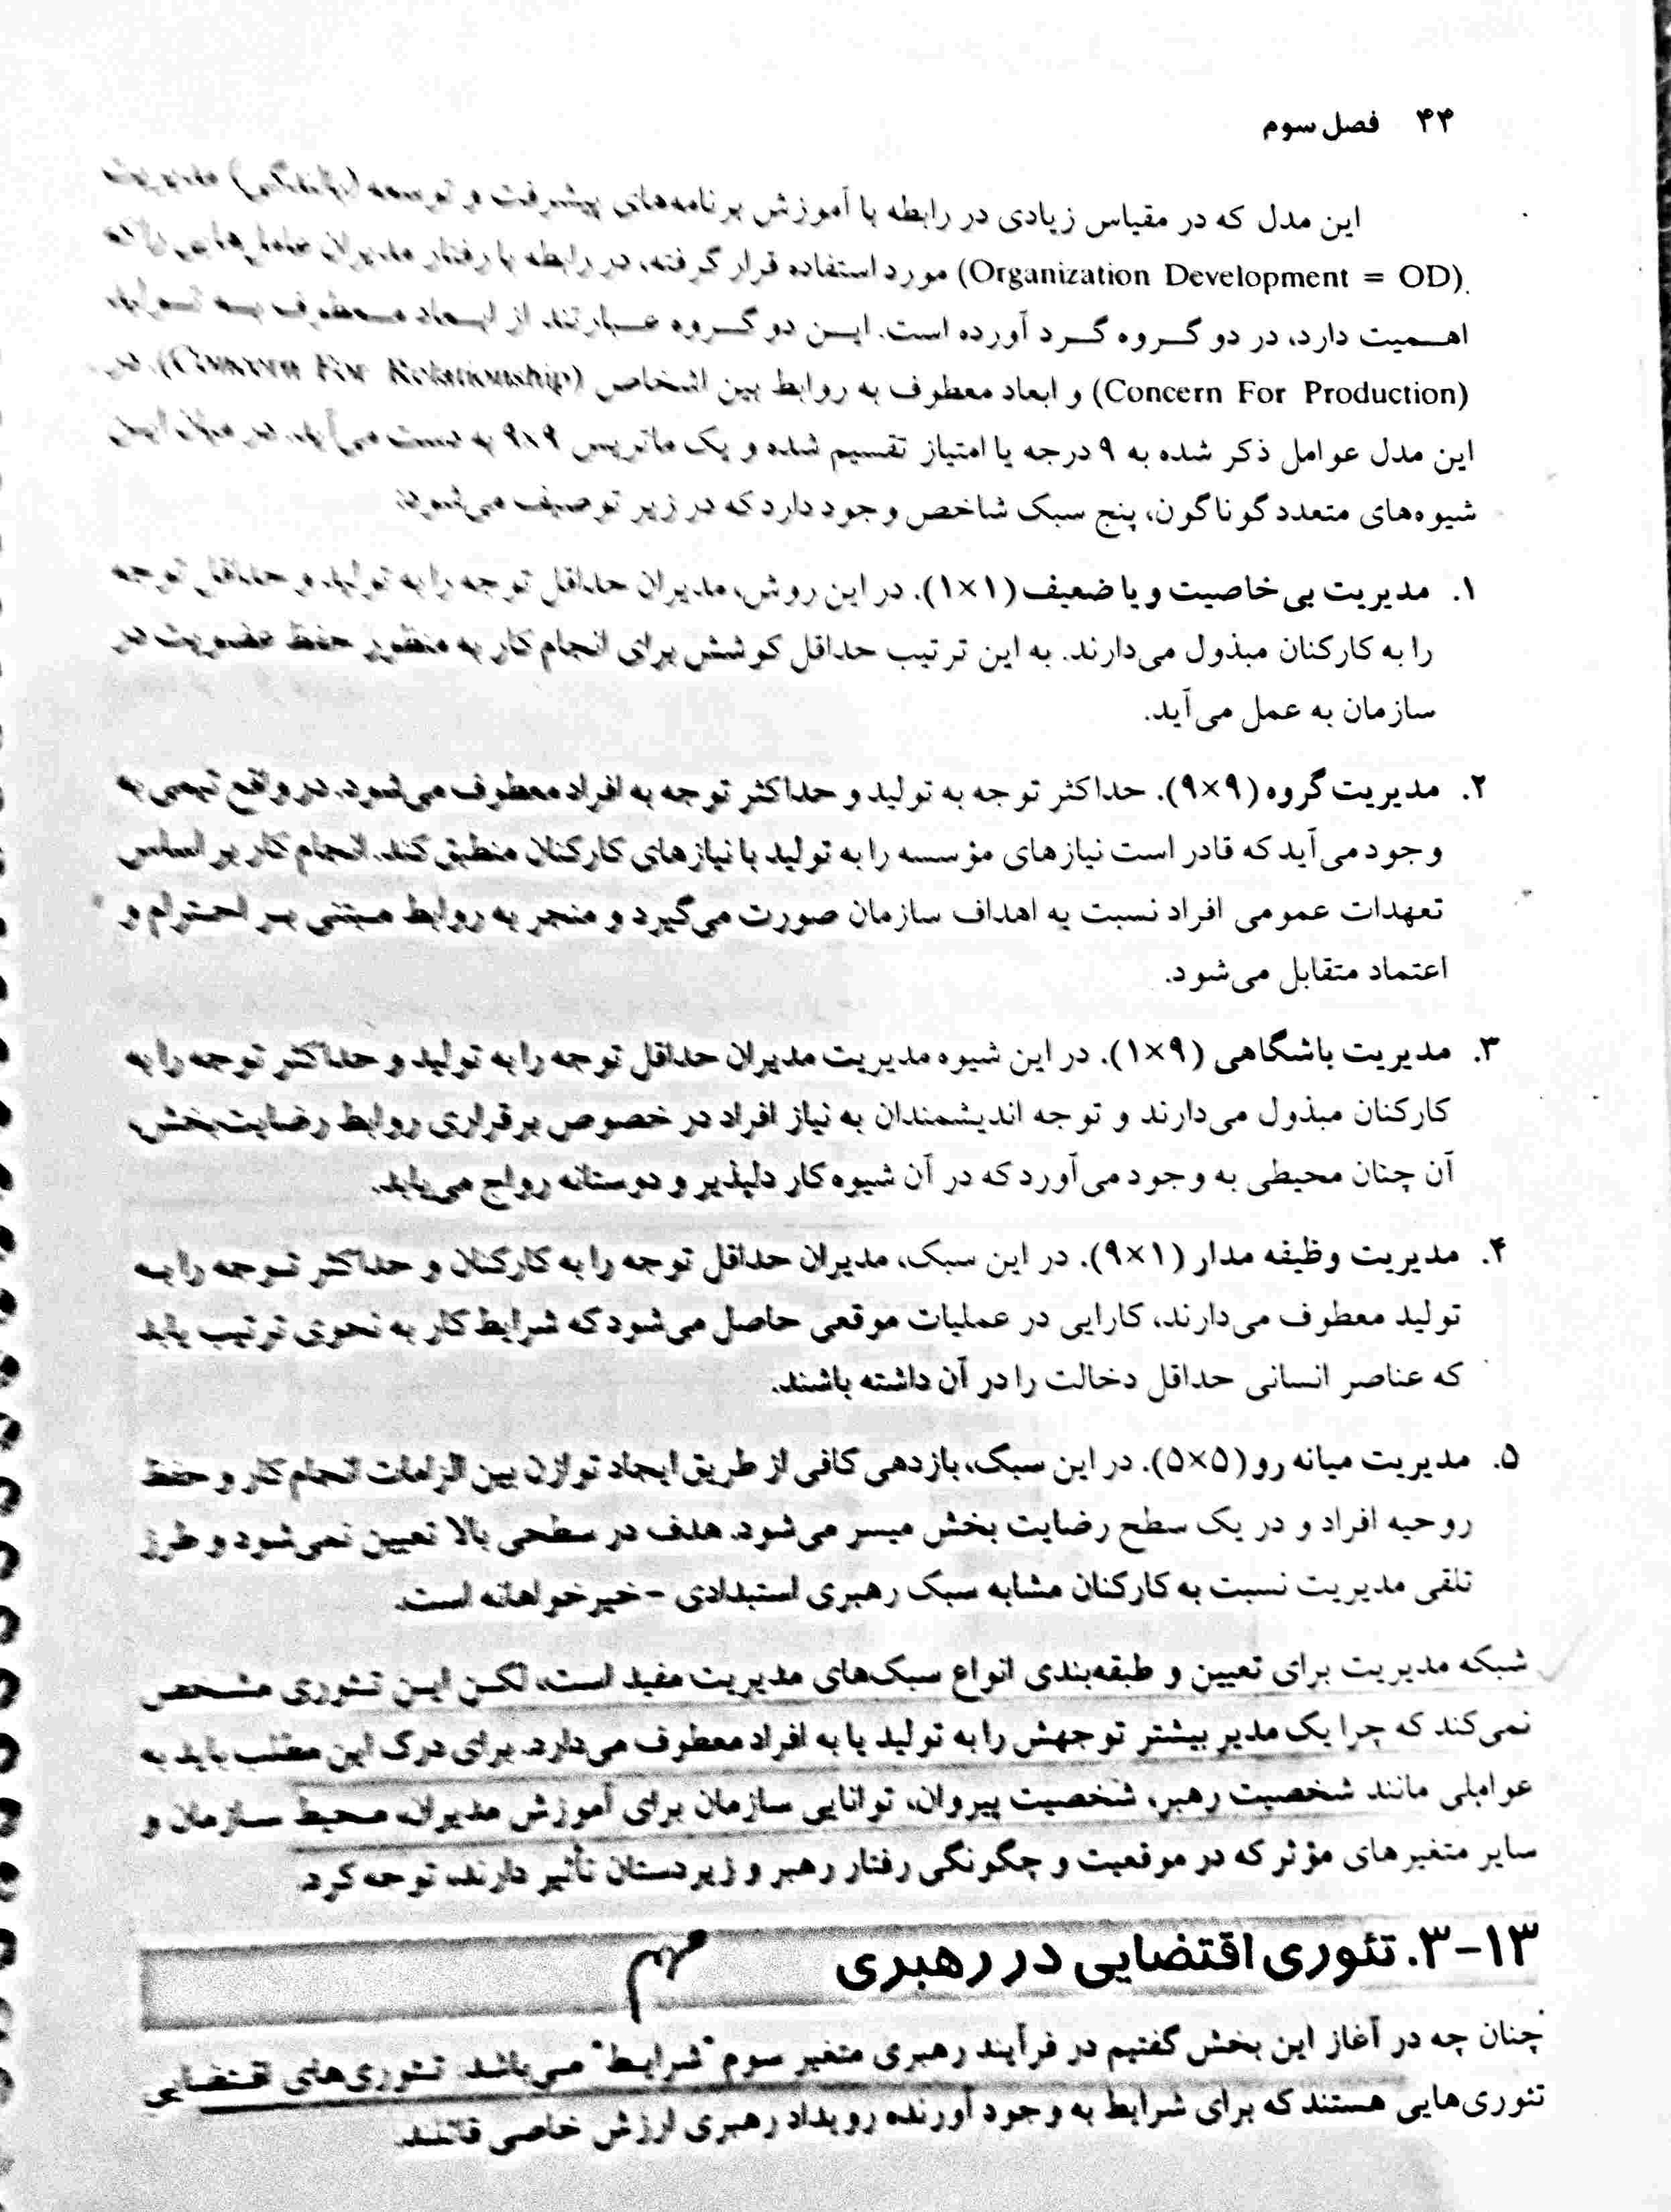 ۴۴ فصل سوم
این مدل که در مقیاس زیادی در رابطه با آموزش برنامه‌های پیشرفت و توسعه (بالندگی) مدیریت
(Organization Development = OD) مورد استفاده قرار گرفته، در رابطه با رفتار مدیران عامل‌هایی را که
اهمیت دارد، در دو گروه گرد آورده است. این دو گروه عبارتند از ابعاد معطوف به تولید
(Concern For Production) و ابعاد معطوف به روابط بین اشخاص (Concern For Relationship). در
این مدل عوامل ذکر شده به ۹ درجه یا امتیاز تقسیم شده و یک ماتریس ۹×۹ به دست می‌آید. در میان این
شیوه‌های متعدد گوناگون، پنج سبک شاخص وجود دارد که در زیر توصیف می‌شود:
۱. مدیریت بی خاصیت و یا ضعیف (۱×۱). در این روش، مدیران حداقل توجه را به تولید و حداقل توجه
را به کارکنان مبذول می‌دارند. به این ترتیب حداقل کوشش برای انجام کار به منظور حفظ عضویت در
سازمان به عمل می‌آید.
۲. مدیریت گروه (۹×۹). حداکثر توجه به تولید و حداکثر توجه به افراد معطوف می‌شود. در واقع تیمی به
وجود می‌آید که قادر است نیازهای مؤسسه را به تولید با نیازهای کارکنان منطبق کند. انجام کار بر اساس
تعهدات عمومی افراد نسبت به اهداف سازمان صورت می‌گیرد و منجر به روابط مبتنی بر احترام و
اعتماد متقابل می‌شود.
۳. مدیریت باشگاهی (۹×۱). در این شیوه مدیریت مدیران حداقل توجه را به تولید و حداکثر توجه را به
کارکنان مبذول می‌دارند و توجه اندیشمندان به نیاز افراد در خصوص برقراری روابط رضایت‌بخش،
آن چنان محیطی به وجود می‌آورد که در آن شیوه کار دلپذیر و دوستانه رواج می‌یابد.
۴. مدیریت وظیفه مدار (۱×۹). در این سبک، مدیران حداقل توجه را به کارکنان و حداکثر توجه را به
تولید معطوف می‌دارند، کارایی در عملیات موقعی حاصل می‌شود که شرایط کار به نحوی ترتیب یابد
که عناصر انسانی حداقل دخالت را در آن داشته باشند.
۵. مدیریت میانه رو (۵×۵). در این سبک، بازدهی کافی از طریق ایجاد توازن بین الزامات انجام کار و حفظ
روحیه افراد و در یک سطح رضایت بخش میسر می‌شود. هدف در سطحی بالا تعیین نمی‌شود و طرز
تلقی مدیریت نسبت به کارکنان مشابه سبک رهبری استبدادی - خیرخواهانه است.
شبکه مدیریت برای تعیین و طبقه‌بندی انواع سبک‌های مدیریت مفید است، لکن این تئوری مشخص
نمی‌کند که چرا یک مدیر بیشتر توجهش را به تولید یا به افراد معطوف می‌دارد. برای درک این مطلب باید به
عواملی مانند شخصیت رهبر، شخصیت پیروان، توانایی سازمان برای آموزش مدیران، محیط سازمان و
سایر متغیرهای مؤثر که در موقعیت و چگونگی رفتار رهبر و زیردستان تأثیر دارند، توجه کرد.
۳-۱۳. تئوری اقتضایی در رهبری مهم
چنان چه در آغاز این بخش گفتیم در فرآیند رهبری متغیر سوم "شرایط" می‌باشد. تئوری‌های اقتضایی
تئوری‌هایی هستند که برای شرایط به وجود آورنده رویداد رهبری ارزش خاصی قائلند.